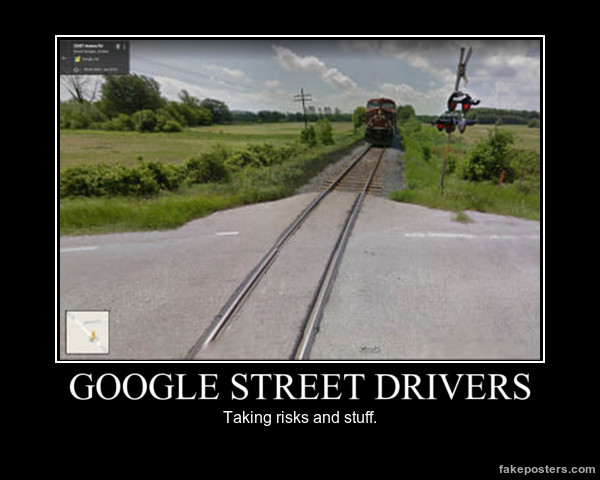 GOOGLE STREET DRIVERS
Taking risks and stuff.
fakeposters.com